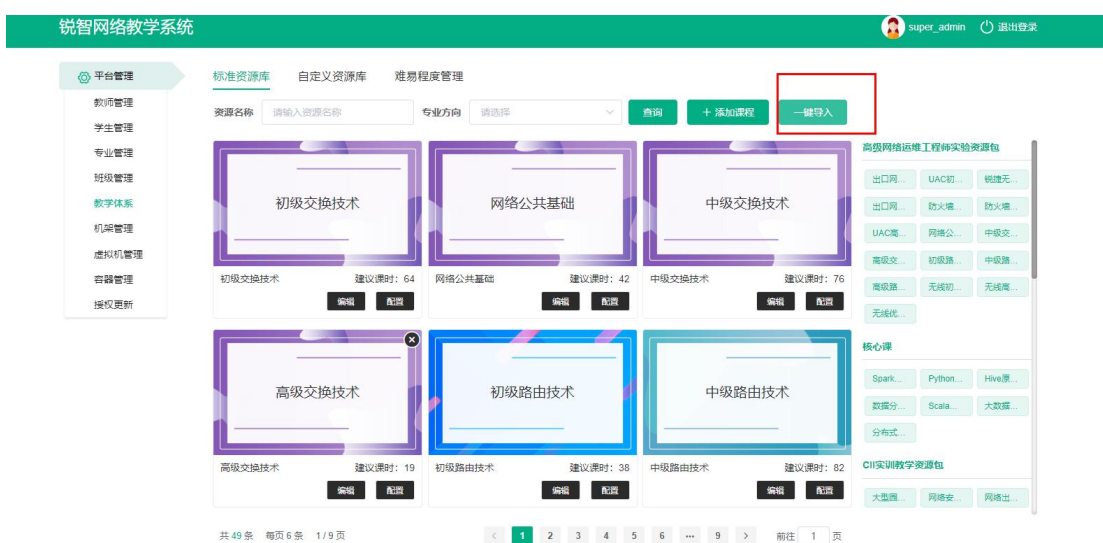 锐智网络教学系统
super_admin 退出登录
平台管理
教师管理
学生管理
专业管理
班级管理
教学体系
机架管理
虚拟机管理
容器管理
授权更新
标准资源库 自定义资源库 难易程度管理
资源名称 请输入资源名称 专业方向 请选择 查询 + 添加课程 一键导入
初级交换技术
初级交换技术 建议课时：64
编辑 配置
网络公共基础
网络公共基础 建议课时：42
编辑 配置
中级交换技术
中级交换技术 建议课时：76
编辑 配置
高级交换技术
高级交换技术 建议课时：19
编辑 配置
初级路由技术
初级路由技术 建议课时：38
编辑 配置
中级路由技术
中级路由技术 建议课时：82
编辑 配置
高级网络运维工程师实验资源包
出口网... UAC初... 锐捷无...
出口网... 防火墙... 防火墙...
UAC高... 网络公... 中级交...
高级交... 初级路... 中级路...
高级路... 无线初... 无线高...
无线优...
核心课
Spark... Python... Hive原...
数据分... Scala... 大数据...
分布式...
CII实训教学资源包
大型园... 网络安... 网络出...
共 49 条 每页 6 条 1 / 9 页
< 1 2 3 4 5 6 ... 9 > 前往 1 页